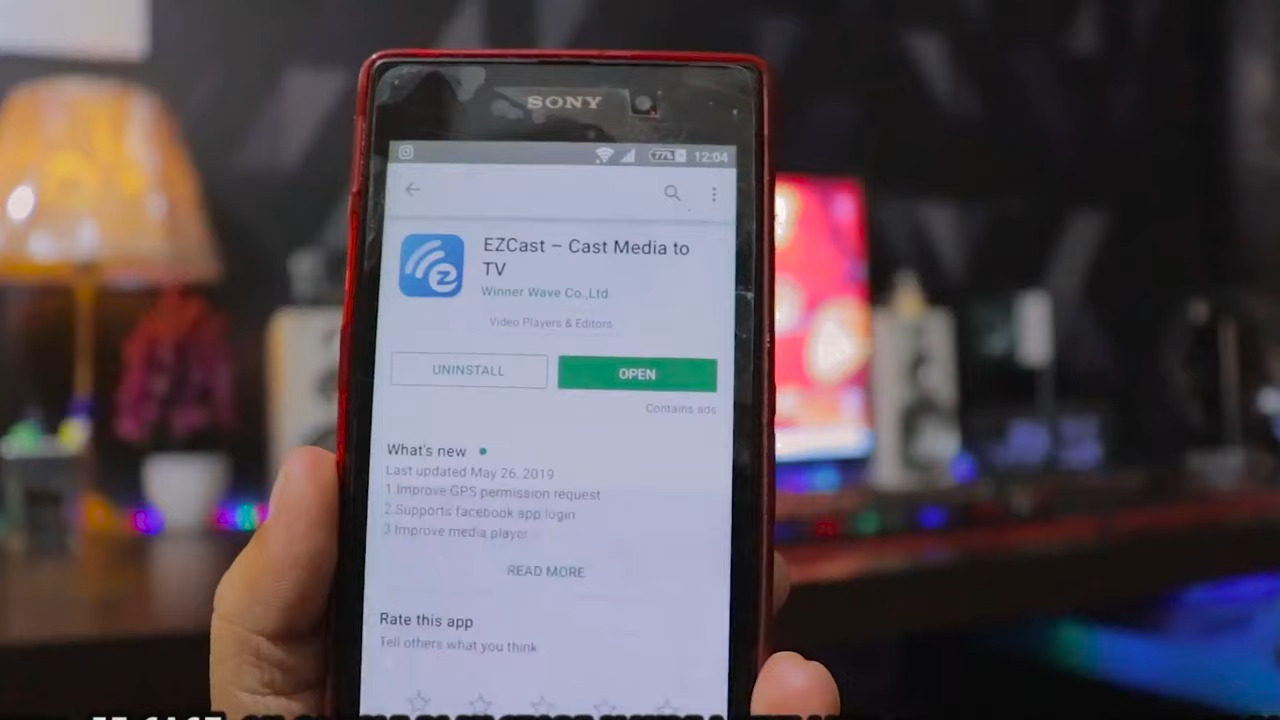 SONY
77% 12:04
EZCast – Cast Media to
TV
Winner Wave Co.,Ltd.
Video Players & Editors
UNINSTALL
OPEN
Contains ads
What's new
Last updated May 26, 2019
1.Improve GPS permission request
2.Supports facebook app login
3.Improve media player
READ MORE
Rate this app
Tell others what you think